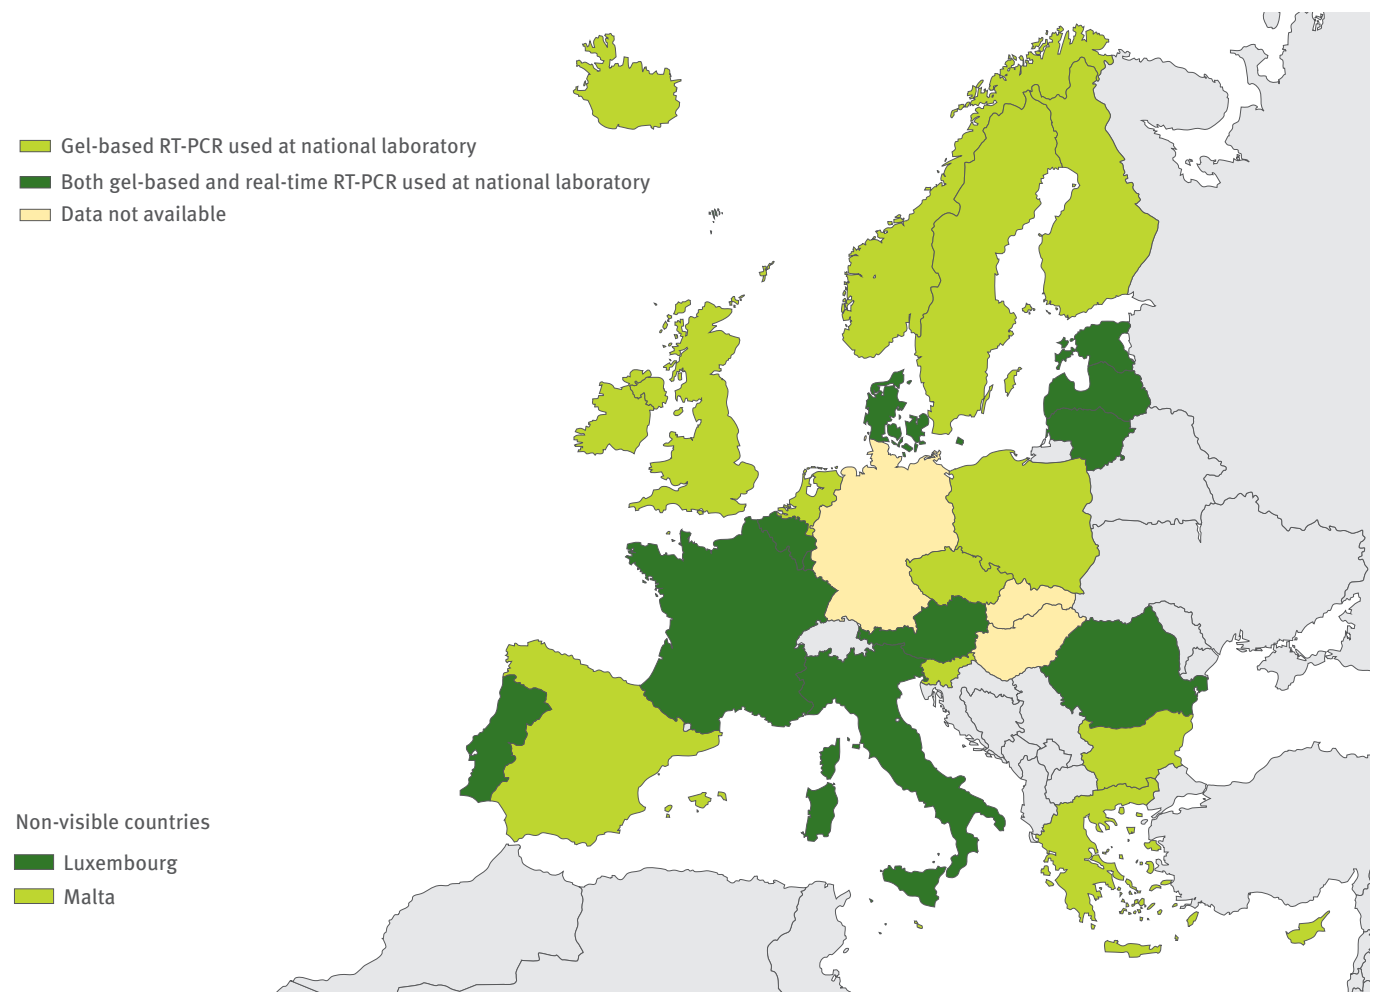 Gel-based RT-PCR used at national laboratory
Both gel-based and real-time RT-PCR used at national laboratory
Data not available
Non-visible countries
Luxembourg
Malta